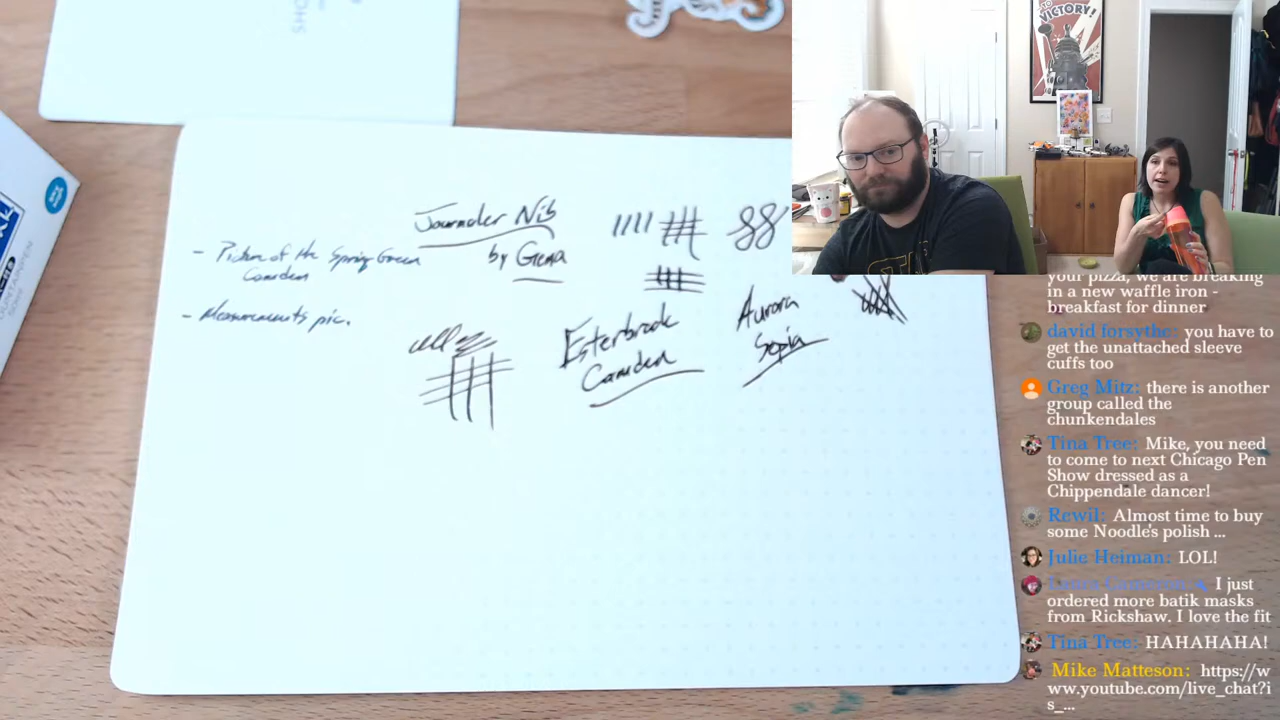 TO VICTORY!
Journaler Nib
by Gena
- Picture of the Spring Green
Camden
- Measurements pic.
Esterbrook
Camden
Aurora
Sepia
your pizza, we are breaking
in a new waffle iron -
breakfast for dinner
david forsythe: you have to
get the unattached sleeve
cuffs too
Greg Mitz: there is another
group called the
chunkendales
Tina Tree: Mike, you need
to come to next Chicago Pen
Show dressed as a
Chippendale dancer!
Rewil: Almost time to buy
some Noodle's polish ...
Julie Heiman: LOL!
Laura Cameron I just
ordered more batik masks
from Rickshaw. I love the fit
Tina Tree: HAHAHAHA!
Mike Matteson: https://w
ww.youtube.com/live_chat?i
s_...